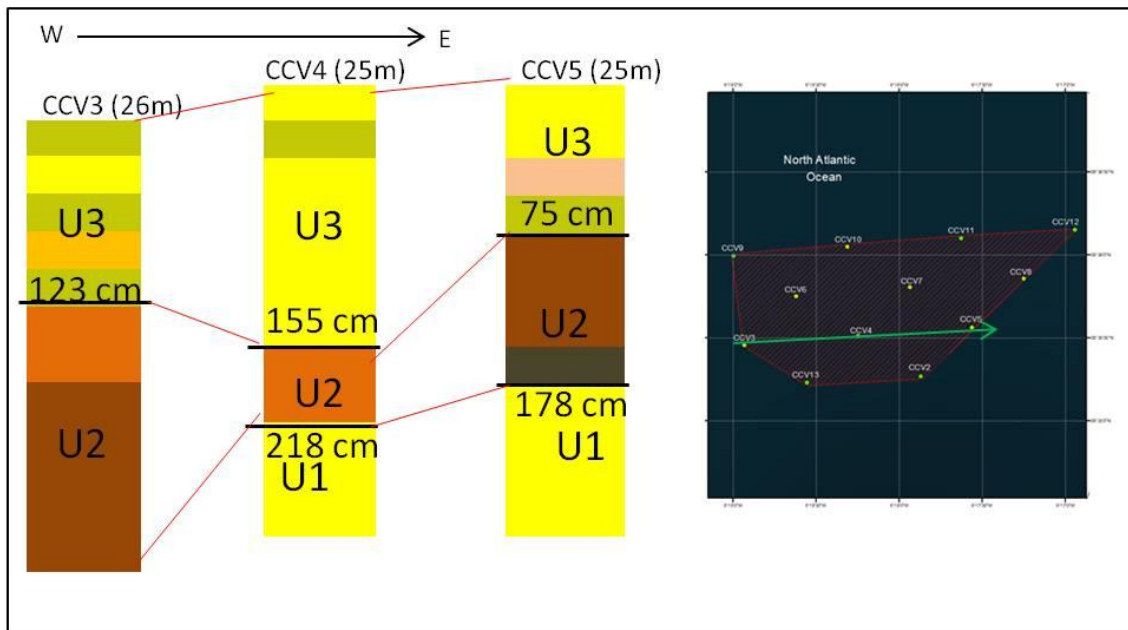 W
E
CCV3 (26m)
CCV4 (25m)
CCV5 (25m)
U3
123 cm
U2
U3
155 cm
U2
218 cm
U1
U3
75 cm
U2
178 cm
U1
North Atlantic
Ocean
CCV12
CCV11
CCV10
CCV9
CCV8
CCV7
CCV6
CCV5
CCV4
CCV3
CCV2
CCV13